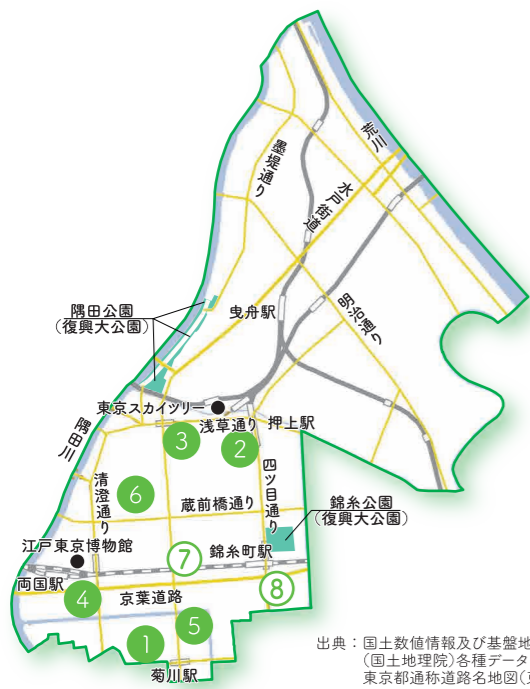 荒川
墨堤通り
水戸街道
隅田公園
(復興大公園)
曳舟駅
明治通り
東京スカイツリー
浅草通り
押上駅
3
2
隅田川
清澄通り
四ツ目通り
6
蔵前橋通り
錦糸公園
(復興大公園)
江戸東京博物館
7
錦糸町駅
両国駅
4
京葉道路
8
5
1
菊川駅
出典：国土数値情報及び基盤地
(国土地理院)各種データ
東京都通称道路名地図(